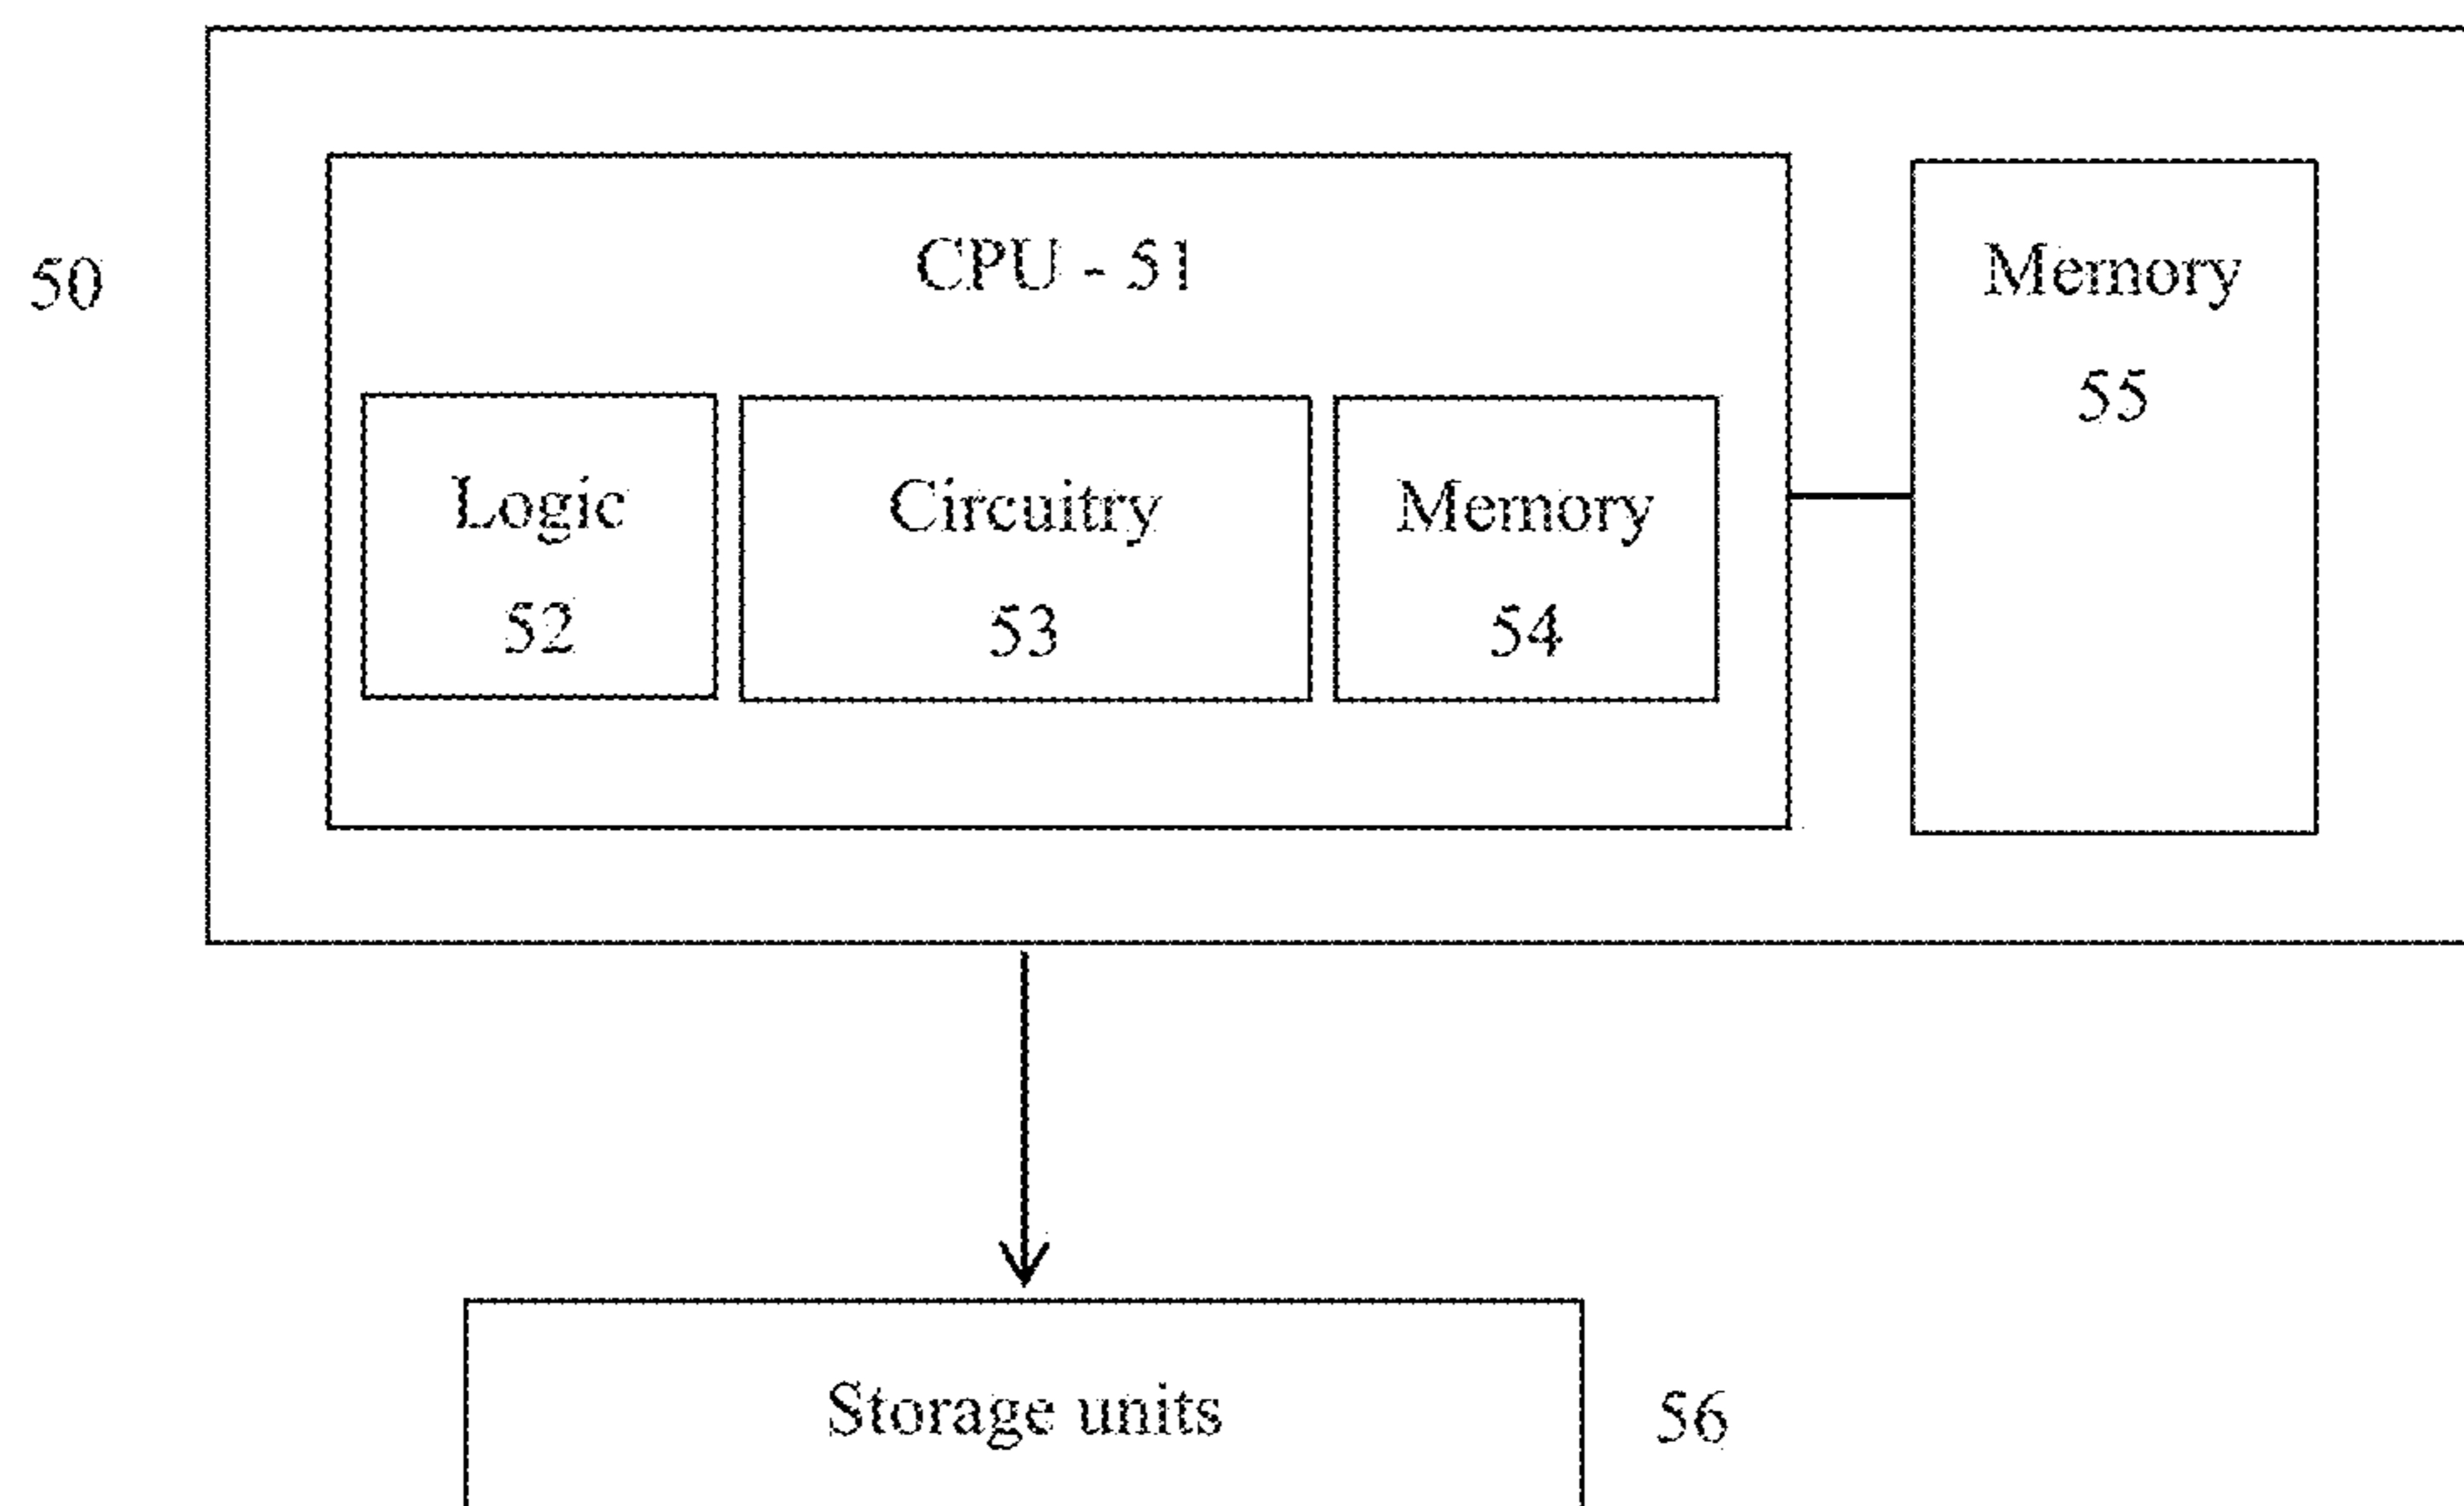 50
CPU - 51
Memory
55
Logic
52
Circuitry
53
Memory
54
Storage units
56